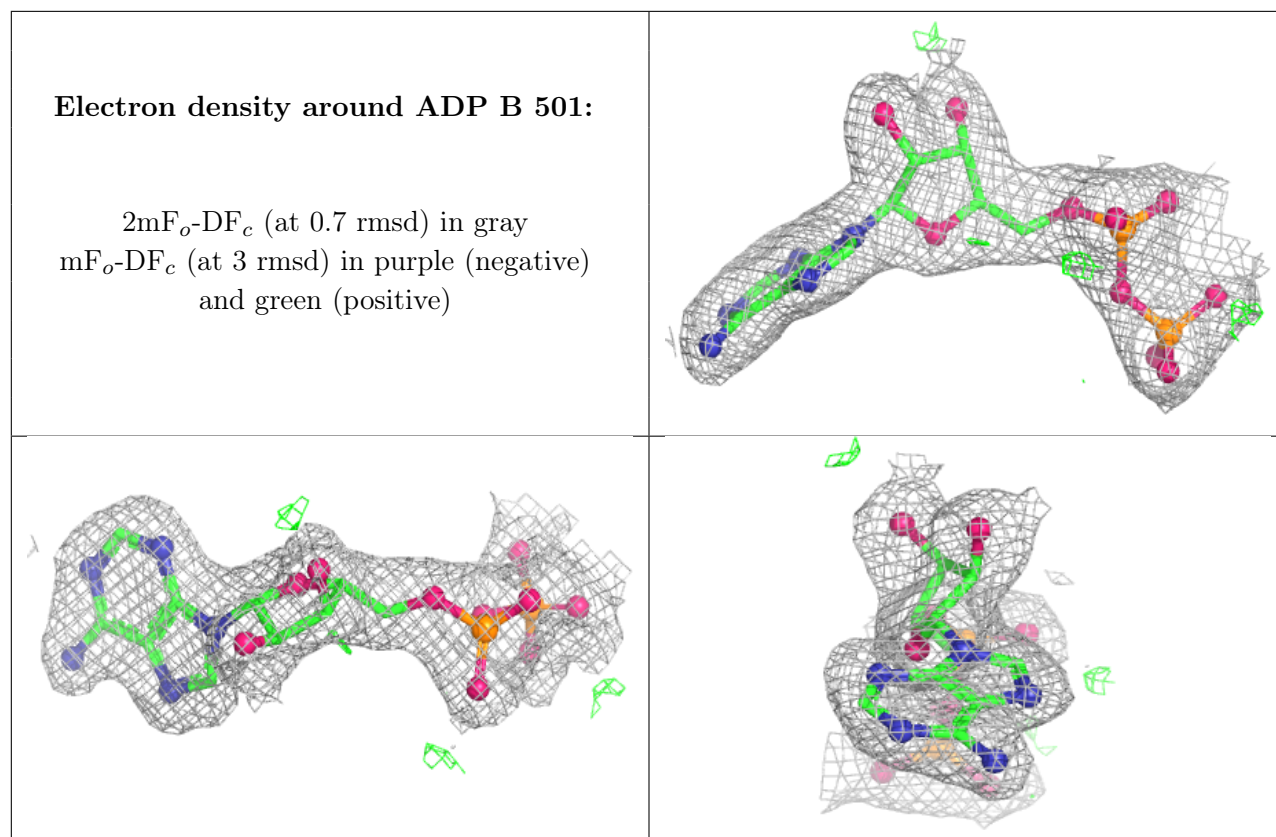 Electron density around ADP B 501:
2mFo-DFc (at 0.7 rmsd) in gray
mFo-DFc (at 3 rmsd) in purple (negative)
and green (positive)